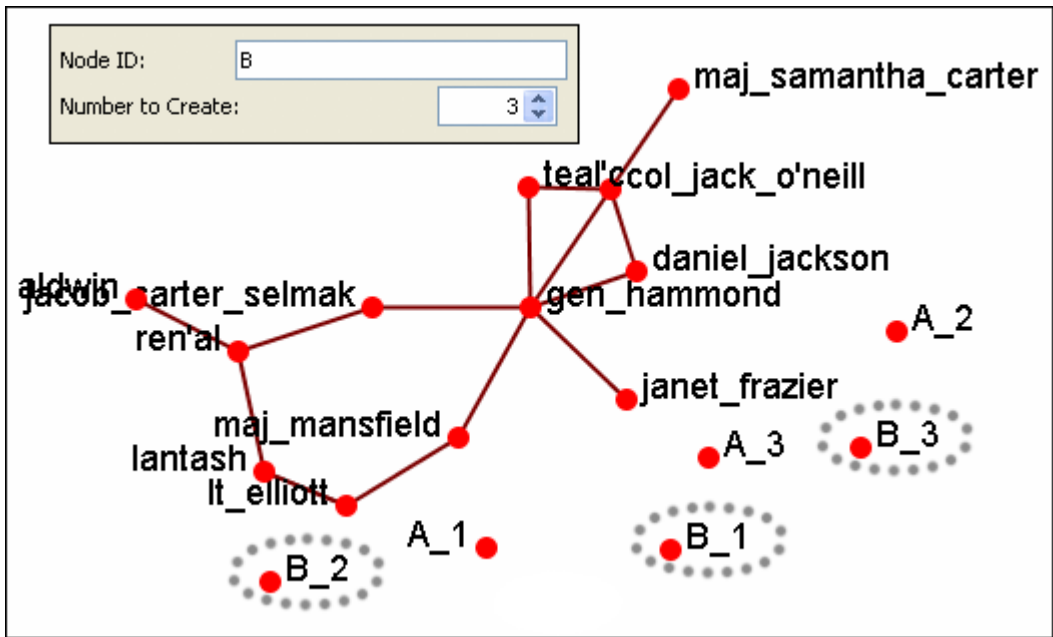 Node ID:
B
Number to Create:
3
maj_samantha_carter
teal'c
col_jack_o'neill
daniel_jackson
aldwin
jacob_carter_selmak
gen_hammond
ren'al
A_2
janet_frazier
maj_mansfield
B_3
lantash
A_3
lt_elliott
A_1
B_1
B_2